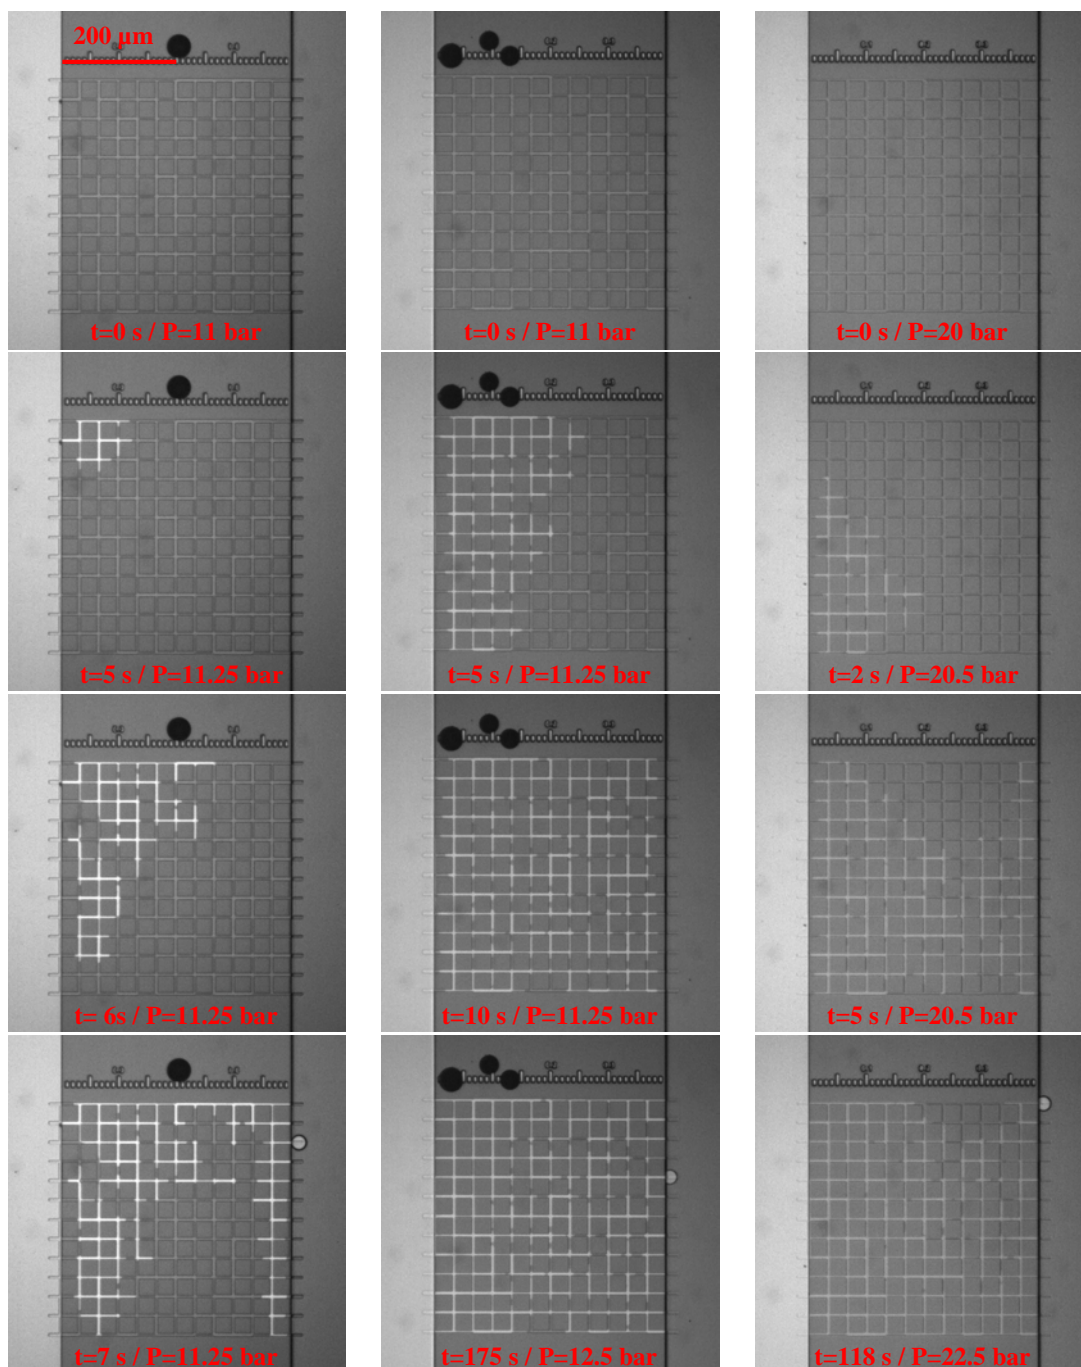 200 µm
t=0 s / P=11 bar
t=0 s / P=11 bar
t=0 s / P=20 bar
t=5 s / P=11.25 bar
t=5 s / P=11.25 bar
t=2 s / P=20.5 bar
t= 6s / P=11.25 bar
t=10 s / P=11.25 bar
t=5 s / P=20.5 bar
t=7 s / P=11.25 bar
t=175 s / P=12.5 bar
t=118 s / P=22.5 bar